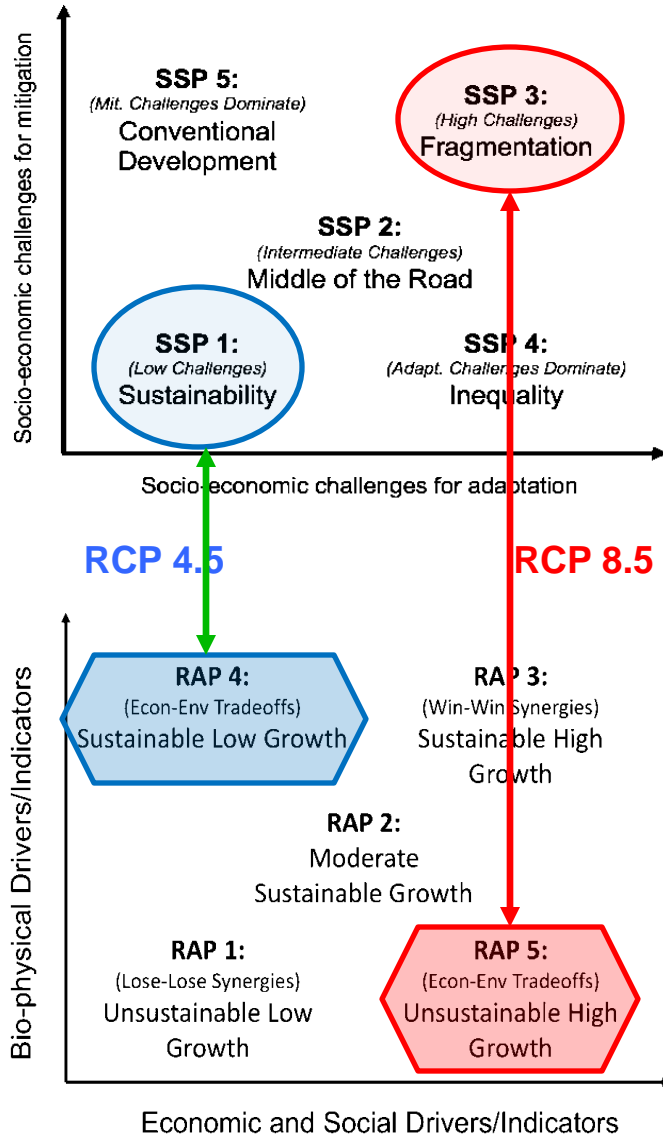 Socio-economic challenges for mitigation
SSP 5:
(Mit. Challenges Dominate)
Conventional
Development
SSP 3:
(High Challenges)
Fragmentation
SSP 2:
(Intermediate Challenges)
Middle of the Road
SSP 1:
(Low Challenges)
Sustainability
SSP 4:
(Adapt. Challenges Dominate)
Inequality
Socio-economic challenges for adaptation
RCP 4.5
RCP 8.5
Bio-physical Drivers/Indicators
RAP 4:
(Econ-Env Tradeoffs)
Sustainable Low Growth
RAP 3:
(Win-Win Synergies)
Sustainable High
Growth
RAP 2:
Moderate
Sustainable Growth
RAP 1:
(Lose-Lose Synergies)
Unsustainable Low
Growth
RAP 5:
(Econ-Env Tradeoffs)
Unsustainable High
Growth
Economic and Social Drivers/Indicators